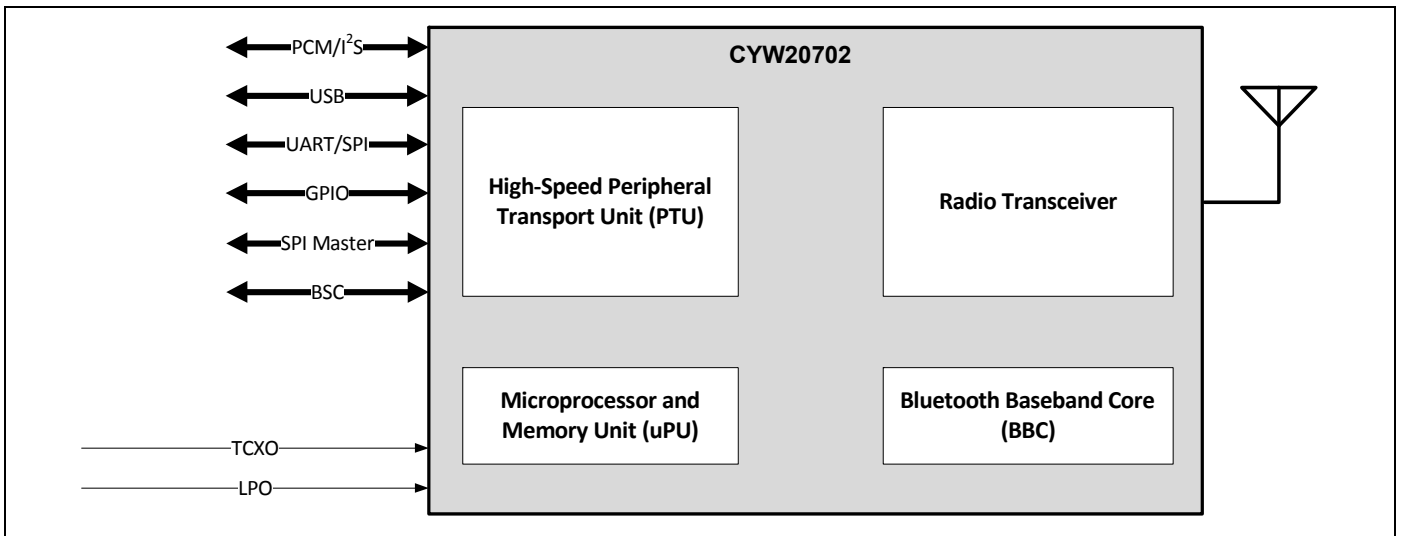 CYW20702
PCM/I²S
USB
UART/SPI
GPIO
SPI Master
BSC
TCXO
LPO
High-Speed Peripheral
Transport Unit (PTU)
Radio Transceiver
Microprocessor and
Memory Unit (uPU)
Bluetooth Baseband Core
(BBC)